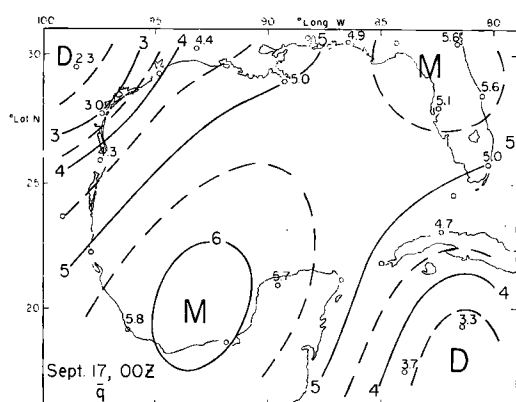 100 95 90 °Long W 85 80
30 D 2.3 3 4 4.4 5 4.9 5.6 M
3.0 5.0 5.6
°Lat N
5.1
3
4.3 5
4 5.0
25
4.7
5 6
5.7 4
20 5.8 M 3.3
D
3.7
Sept. 17, 00Z 5 4
q̄